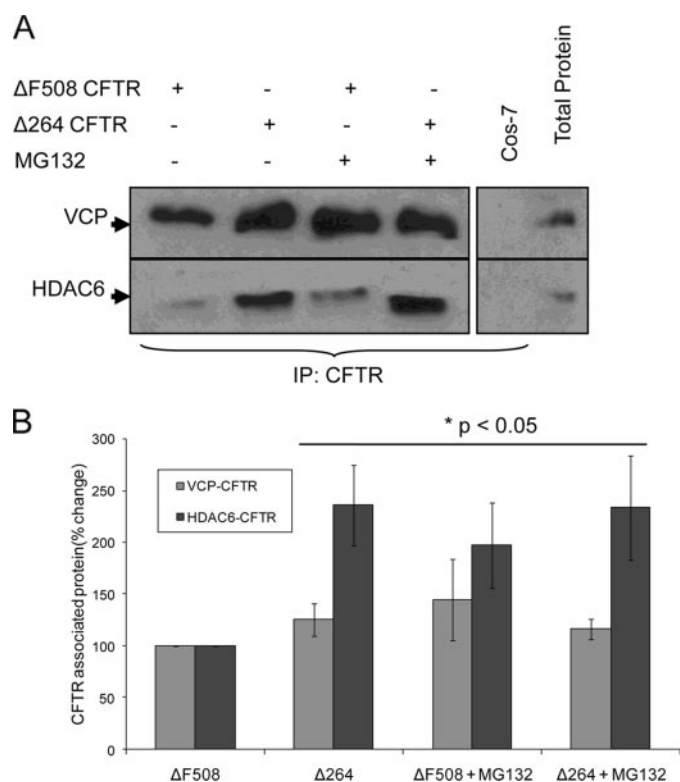 A
ΔF508 CFTR + - + -
Δ264 CFTR - + - +
MG132 - - + +
Cos-7
Total Protein
VCP
HDAC6
IP: CFTR
B
* p < 0.05
VCP-CFTR
HDAC6-CFTR
CFTR associated protein(% change)
300
250
200
150
100
50
0
ΔF508 Δ264 ΔF508 + MG132 Δ264 + MG132